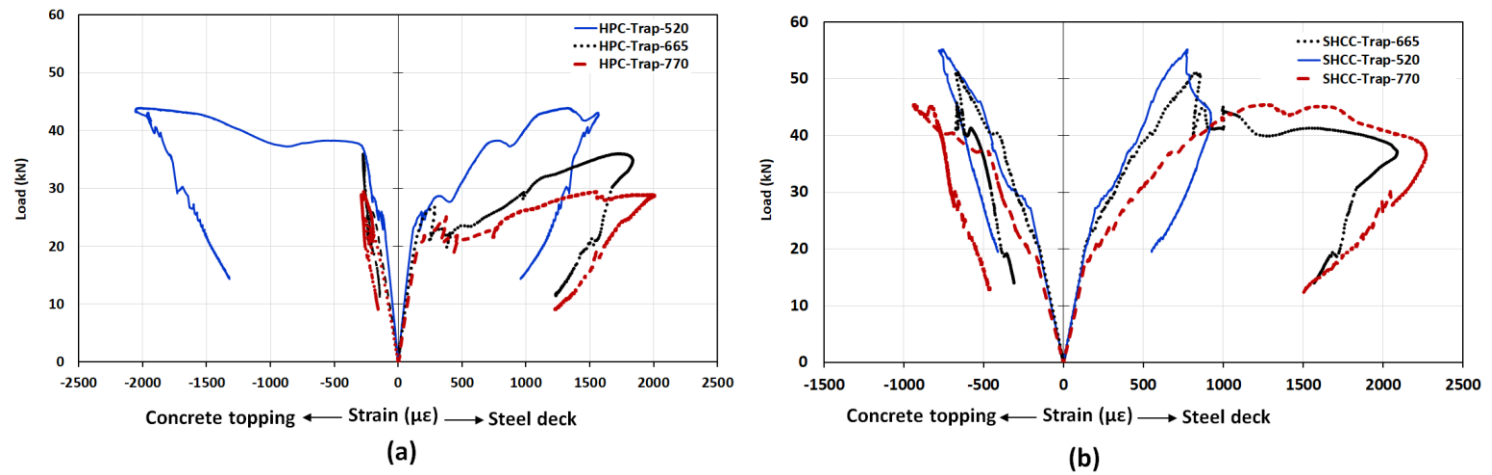 60
50
40
30
20
10
0
Load (kN)
HPC-Trap-520
HPC-Trap-665
HPC-Trap-770
-2500 -2000 -1500 -1000 -500 0 500 1000 1500 2000 2500
Concrete topping ← Strain (με) → Steel deck
(a)
60
50
40
30
20
10
0
Load (kN)
SHCC-Trap-665
SHCC-Trap-520
SHCC-Trap-770
-1500 -1000 -500 0 500 1000 1500 2000 2500
Concrete topping ← Strain (με) → Steel deck
(b)